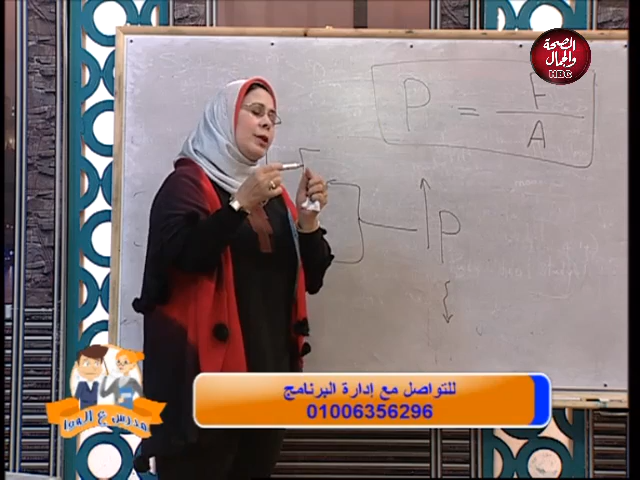 الصحة
والجمال
HBC
P = F
A
P
للتواصل مع إدارة البرنامج
01006356296
مدرس ع الهوا